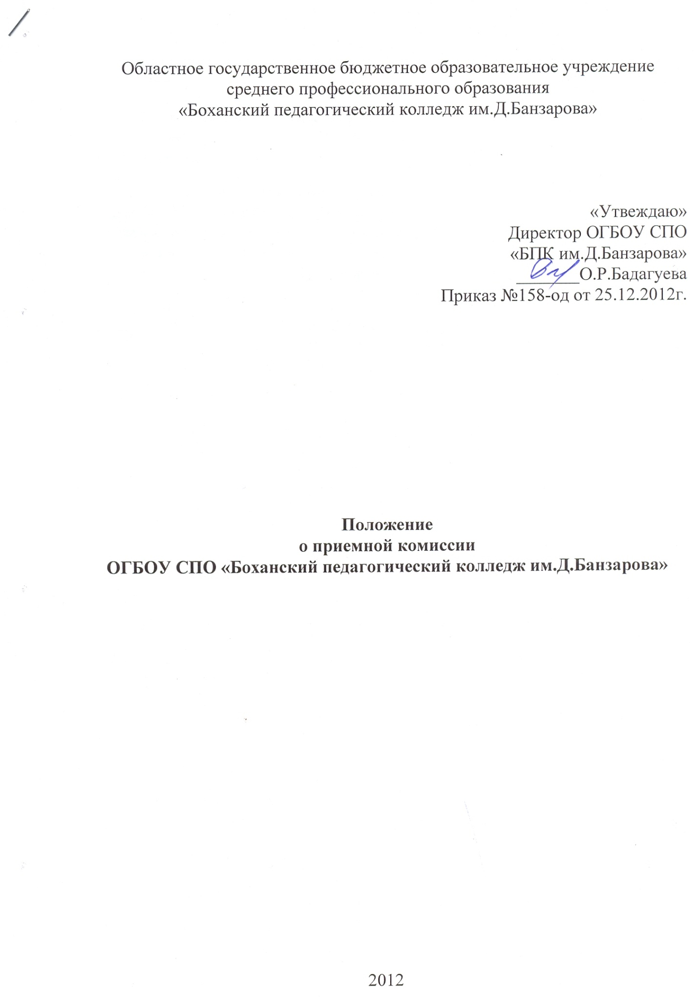 Областное государственное бюджетное образовательное учреждение
среднего профессионального образования
«Боханский педагогический колледж им.Д.Банзарова»
«Утвеждаю»
Директор ОГБОУ СПО
«БПК им.Д.Банзарова»
_______О.Р.Бадагуева
Приказ №158-од от 25.12.2012г.
Положение
о приемной комиссии
ОГБОУ СПО «Боханский педагогический колледж им.Д.Банзарова»
2012